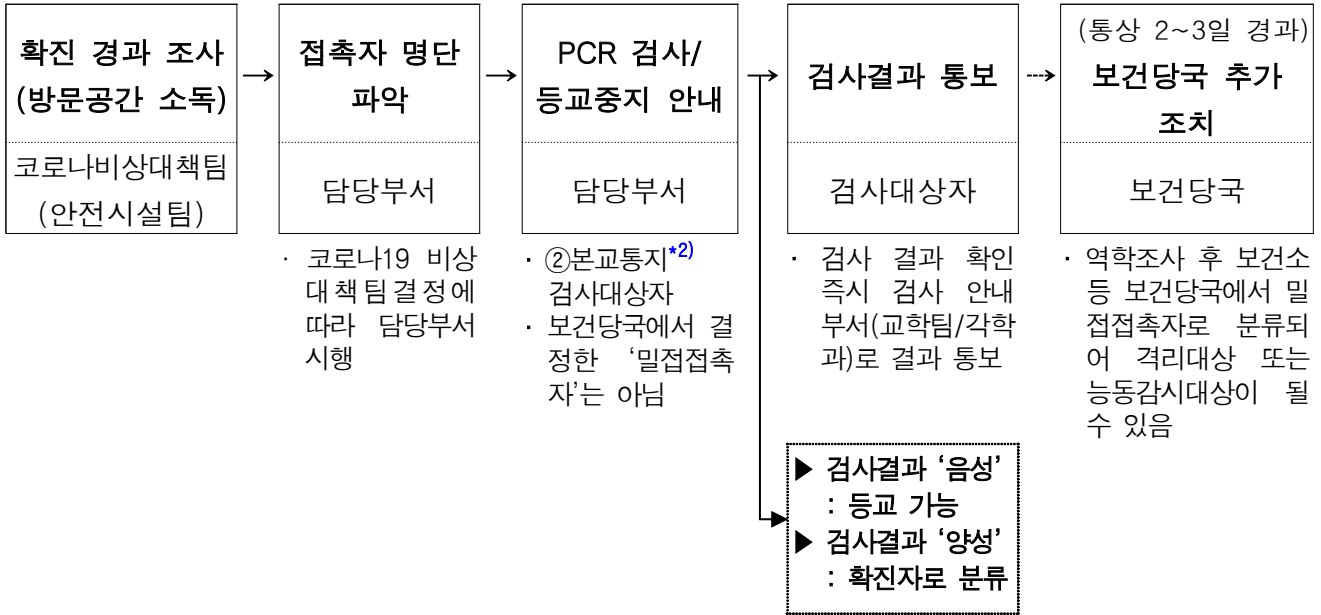 확진 경과 조사
(방문공간 소독)
코로나비상대책팀
(안전시설팀)
→
접촉자 명단
파악
담당부서
· 코로나19 비상
대책팀결정에
따라 담당부서
시행
→
PCR 검사/
등교중지 안내
담당부서
· ②본교통지*2)
검사대상자
· 보건당국에서 결
정한 ‘밀접접촉
자’는 아님
→
검사결과 통보
검사대상자
· 검사 결과 확인
즉시 검사 안내
부서(교학팀/각학
과)로 결과 통보
(통상 2~3일 경과)
보건당국 추가
조치
보건당국
· 역학조사 후 보건소
등 보건당국에서 밀
접접촉자로 분류되
어 격리대상 또는
능동감시대상이 될
수 있음
▶ 검사결과 ‘음성’
: 등교 가능
▶ 검사결과 ‘양성’
: 확진자로 분류